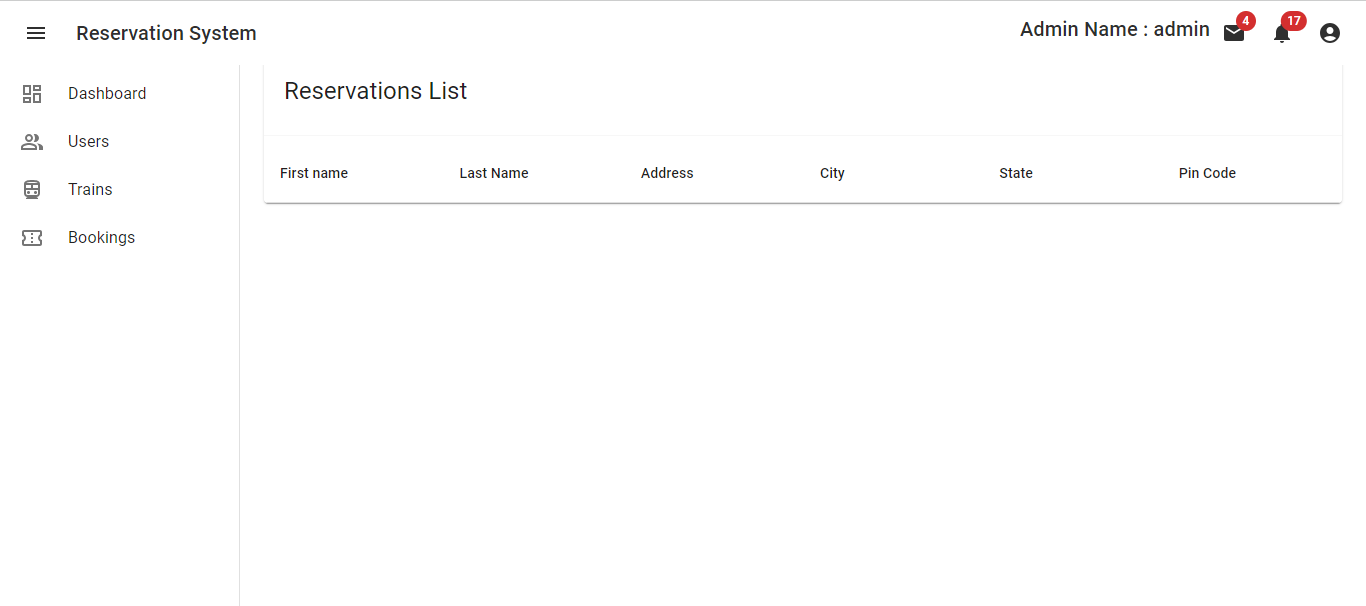 Reservation System
Admin Name : admin
4
17
Dashboard
Users
Trains
Bookings
Reservations List
First name Last Name Address City State Pin Code